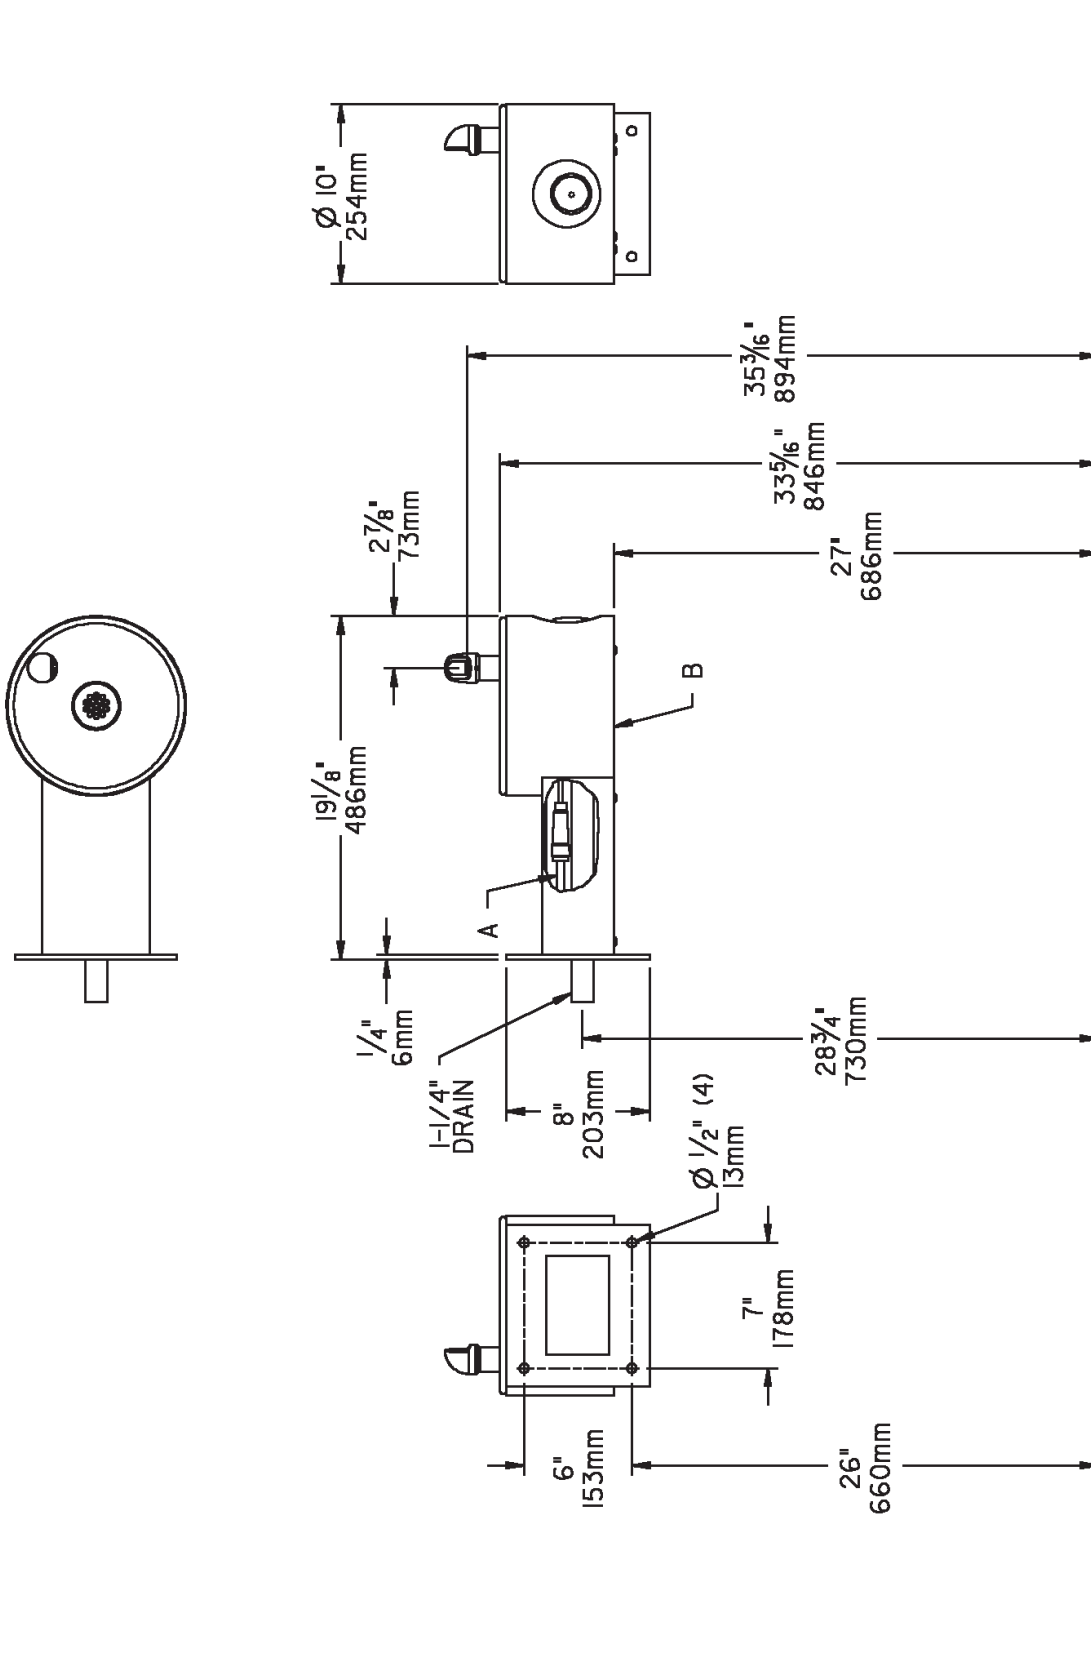 6"
153mm
26"
660mm
7"
178mm
Ø 1/2" (4)
13mm
1-1/4"
DRAIN
8"
203mm
1/4"
6mm
28 3/4"
730mm
A
19 1/8"
486mm
B
2 7/8"
73mm
27"
686mm
33 5/16"
846mm
35 3/16"
894mm
Ø 10"
254mm